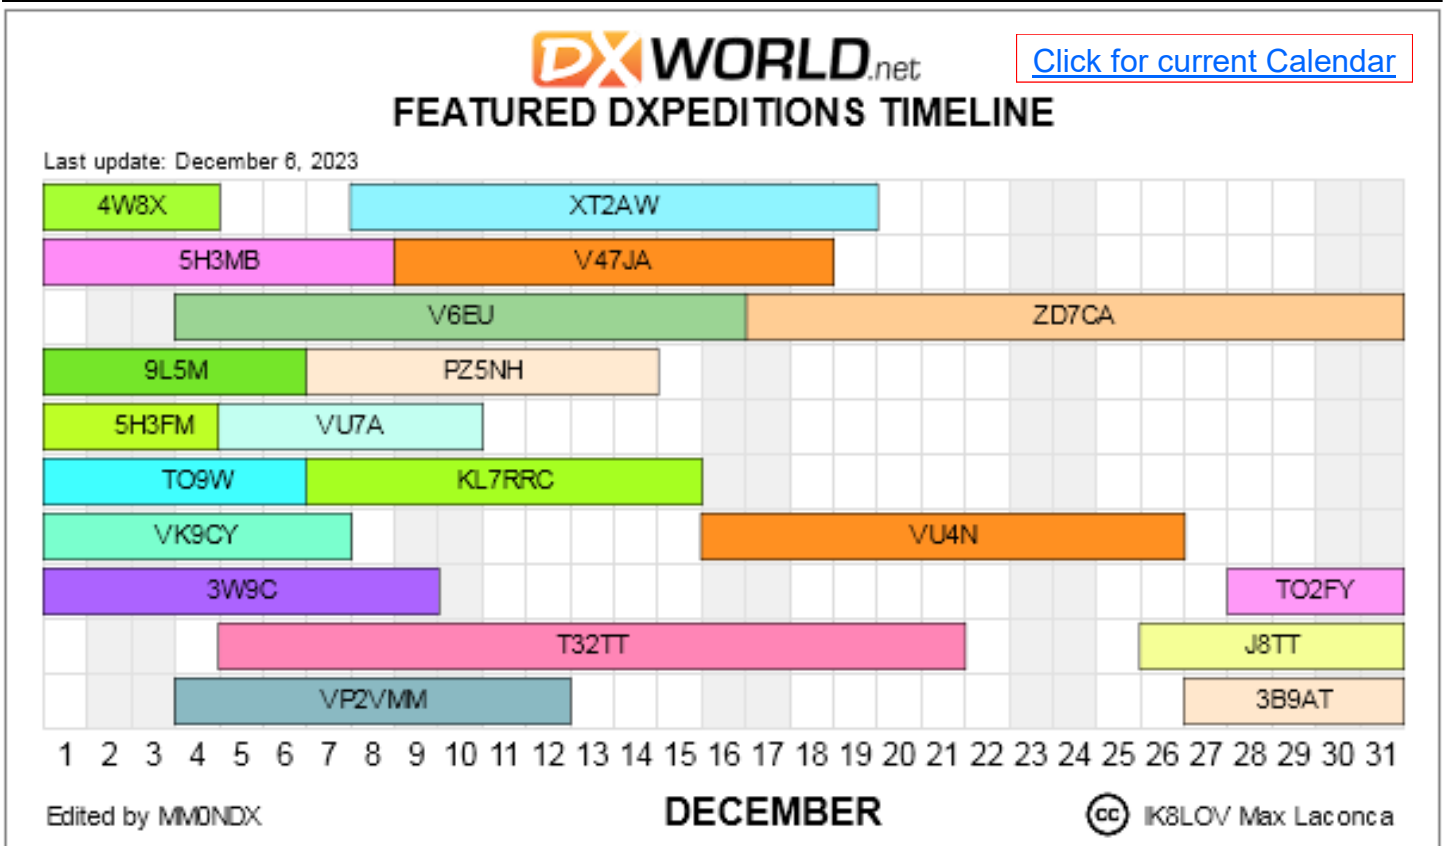 DX WORLD.net
Click for current Calendar
FEATURED DXPEDITIONS TIMELINE
Last update: December 6, 2023
4W8X XT2AW
5H3MB V47JA
V6EU ZD7CA
9L5M PZ5NH
5H3FM VU7A
TO9W KL7RRC
VK9CY VU4N
3W9C TO2FY
T32TT J8TT
VP2VMM 3B9AT
1 2 3 4 5 6 7 8 9 10 11 12 13 14 15 16 17 18 19 20 21 22 23 24 25 26 27 28 29 30 31
Edited by MM0NDX DECEMBER cc IK8LOV Max Laconca